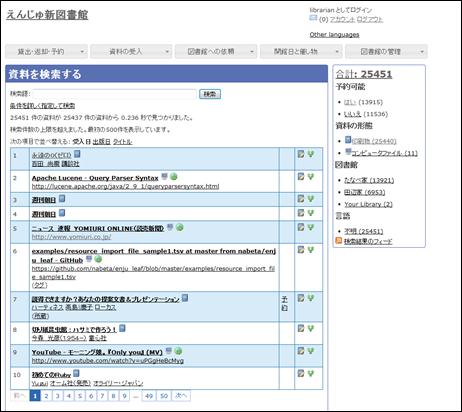 えんじゅ新図書館
librarian としてログイン
(0) アカウント ログアウト
Other languages
貸出・返却・予約
資料の受入
図書館への依頼
開館日と催し物
図書館の管理
資料を検索する
検索語:
検索
条件を詳しく指定して検索
25451 件の資料が 25437 件の資料から 0.236 秒で見つかりました。
検索件数の上限を超えました。最初の500件を表示しています。
次の項目で並べ替える: 受入日 出版日 タイトル
1 永遠の0(ゼロ)
百田 尚樹 講談社
2 Apache Lucene - Query Parser Syntax
http://lucene.apache.org/java/2_9_1/queryparsersyntax.html
3 週刊朝日
4 週刊朝日
5 ニュース 速報 YOMIURI ONLINE(読売新聞)
http://www.yomiuri.co.jp/
6 examples/resource_import_file_sample1.tsv at master from nabeta/enju_leaf - GitHub
https://github.com/nabeta/enju_leaf/blob/master/examples/resource_import_file_sample1.tsv
(タグ)
7 説得できますか？あなたの提案文書＆プレゼンテーション
予約
(所蔵)
8 切り紙昆虫館 : ハサミで作ろう!
今森 光彦(1954-) 童心社
9 YouTube - モーニング娘。『Only you』 (MV)
http://www.youtube.com/watch?v=uPGgHeBcMyg
10 初めてのRuby
Yugui オーム社(発売) オライリー・ジャパン
前へ 1 2 3 4 5 6 7 8 9 ... 49 50 次へ
合計: 25451
予約可能
はい (13915)
いいえ (11536)
資料の形態
印刷物 (25440)
コンピュータファイル (11)
図書館
たなべ家 (13921)
田辺家 (6953)
Your Library (2)
言語
不明 (25451)
検索結果のフィード